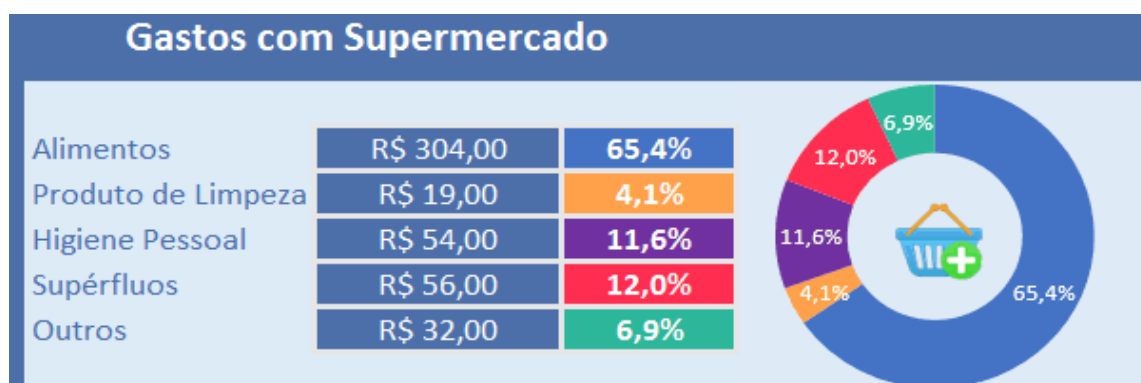 Gastos com Supermercado
Alimentos R$ 304,00 65,4%
Produto de Limpeza R$ 19,00 4,1%
Higiene Pessoal R$ 54,00 11,6%
Supérfluos R$ 56,00 12,0%
Outros R$ 32,00 6,9%
6,9%
12,0%
11,6%
4,1%
65,4%